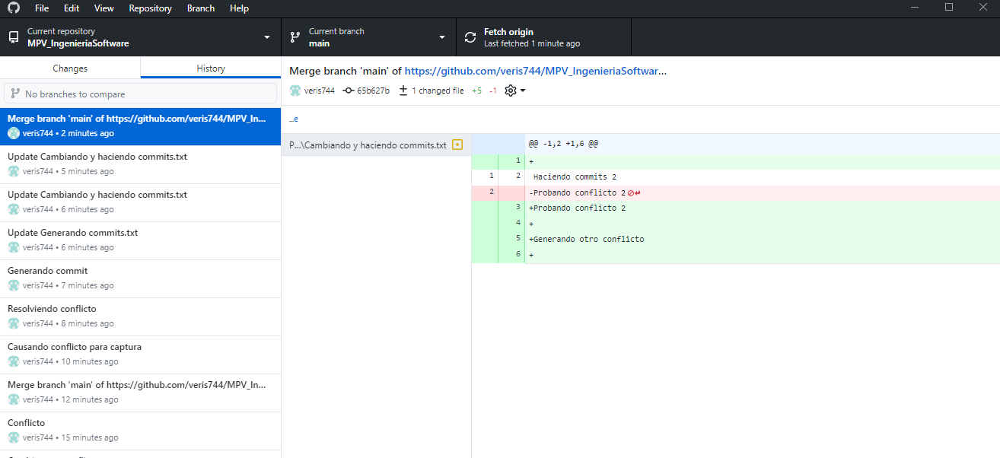 File Edit View Repository Branch Help
Current repository
MPV_IngenieriaSoftware
Current branch
main
Fetch origin
Last fetched 1 minute ago
Changes History
No branches to compare
Merge branch 'main' of https://github.com/veris744/MPV_In...
veris744 • 2 minutes ago
Update Cambiando y haciendo commits.txt
veris744 • 5 minutes ago
Update Cambiando y haciendo commits.txt
veris744 • 6 minutes ago
Update Generando commits.txt
veris744 • 6 minutes ago
Generando commit
veris744 • 7 minutes ago
Resolviendo conflicto
veris744 • 8 minutes ago
Causando conflicto para captura
veris744 • 10 minutes ago
Merge branch 'main' of https://github.com/veris744/MPV_In...
veris744 • 12 minutes ago
Conflicto
veris744 • 15 minutes ago
Merge branch 'main' of https://github.com/veris744/MPV_IngenieriaSoftwar...
veris744 65b627b 1 changed file +5 -1
_e
P...\Cambiando y haciendo commits.txt
@@ -1,2 +1,6 @@
1 +
1 2 Haciendo commits 2
2 -Probando conflicto 2
3 +Probando conflicto 2
4 +
5 +Generando otro conflicto
6 +